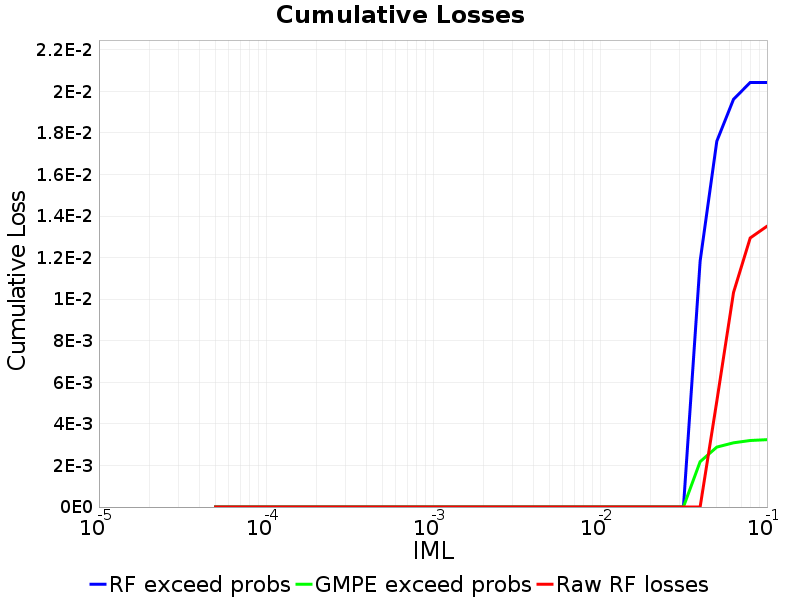 Cumulative Losses
Cumulative Loss
2.2E-2
2E-2
1.8E-2
1.6E-2
1.4E-2
1.2E-2
1E-2
8E-3
6E-3
4E-3
2E-3
0E0
10-5 10-4 10-3 10-2 10-1
IML
RF exceed probs GMPE exceed probs Raw RF losses